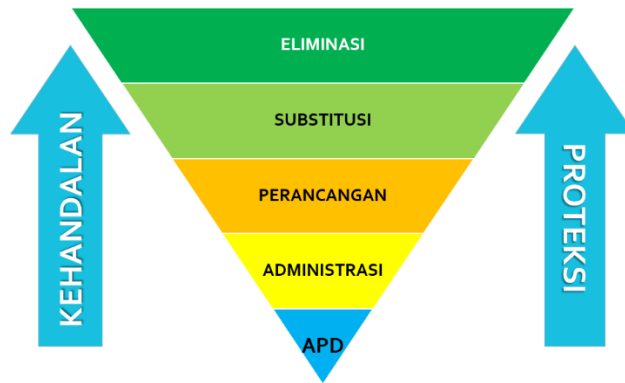 ELIMINASI
SUBSTITUSI
PERANCANGAN
ADMINISTRASI
APD
KEHANDALAN
PROTEKSI